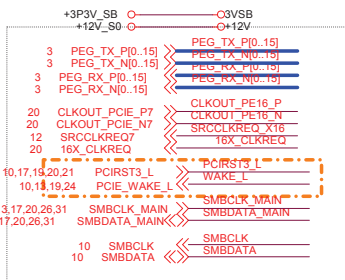 +3P3V_SB 3VSB
+12V_S0 +12V
3 PEG_TX_P[0..15] PEG_TX_P[0..15]
3 PEG_TX_N[0..15] PEG_TX_N[0..15]
3 PEG_RX_P[0..15] PEG_RX_P[0..15]
3 PEG_RX_N[0..15] PEG_RX_N[0..15]
20 CLKOUT_PCIE_P7 CLKOUT_PE16_P
20 CLKOUT_PCIE_N7 CLKOUT_PE16_N
12 SRCCLKREQ7 SRCCLKREQ_X16
20 16X_CLKREQ 16X_CLKREQ
10,17,19,20,21 PCIRST3_L PCIRST3_L
10,13,19,24 PCIE_WAKE_L WAKE_L
3,17,20,26,31 SMBCLK_MAIN SMBCLK_MAIN
17,20,26,31 SMBDATA_MAIN SMBDATA_MAIN
10 SMBCLK SMBCLK
10 SMBDATA SMBDATA